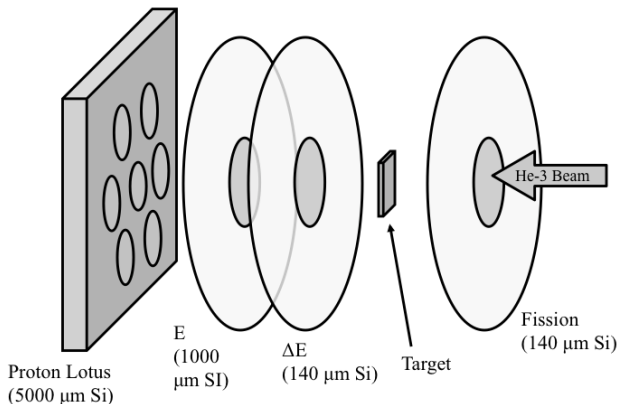 He-3 Beam
Fission
(140 μm Si)
E
(1000
μm SI)
ΔE
(140 μm Si)
Target
Proton Lotus
(5000 μm Si)